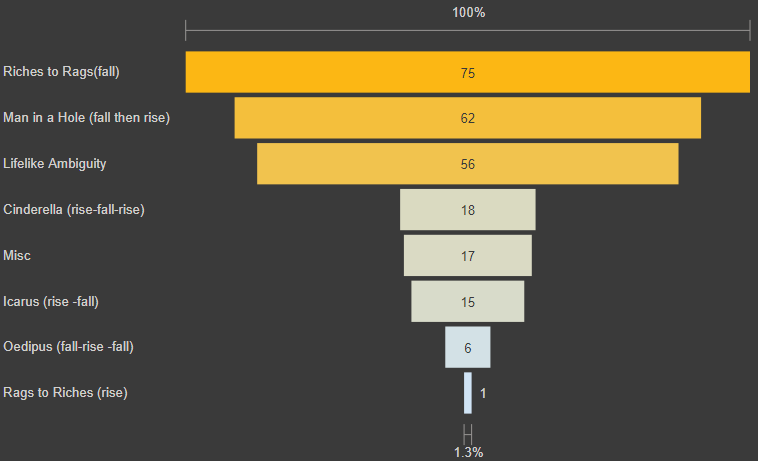 100%
Riches to Rags(fall) 75
Man in a Hole (fall then rise) 62
Lifelike Ambiguity 56
Cinderella (rise-fall-rise) 18
Misc 17
Icarus (rise -fall) 15
Oedipus (fall-rise -fall) 6
Rags to Riches (rise) 1
1.3%